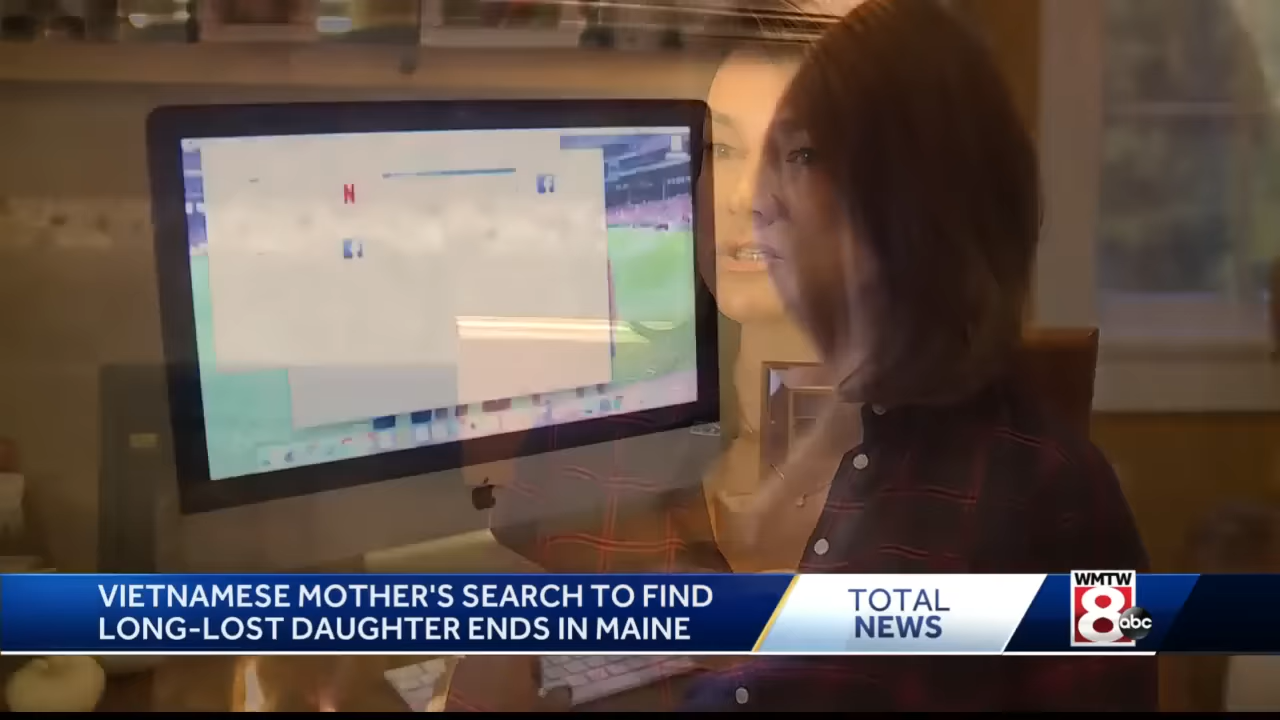 N
VIETNAMESE MOTHER'S SEARCH TO FIND
LONG-LOST DAUGHTER ENDS IN MAINE
TOTAL
NEWS
WMTW
8
abc